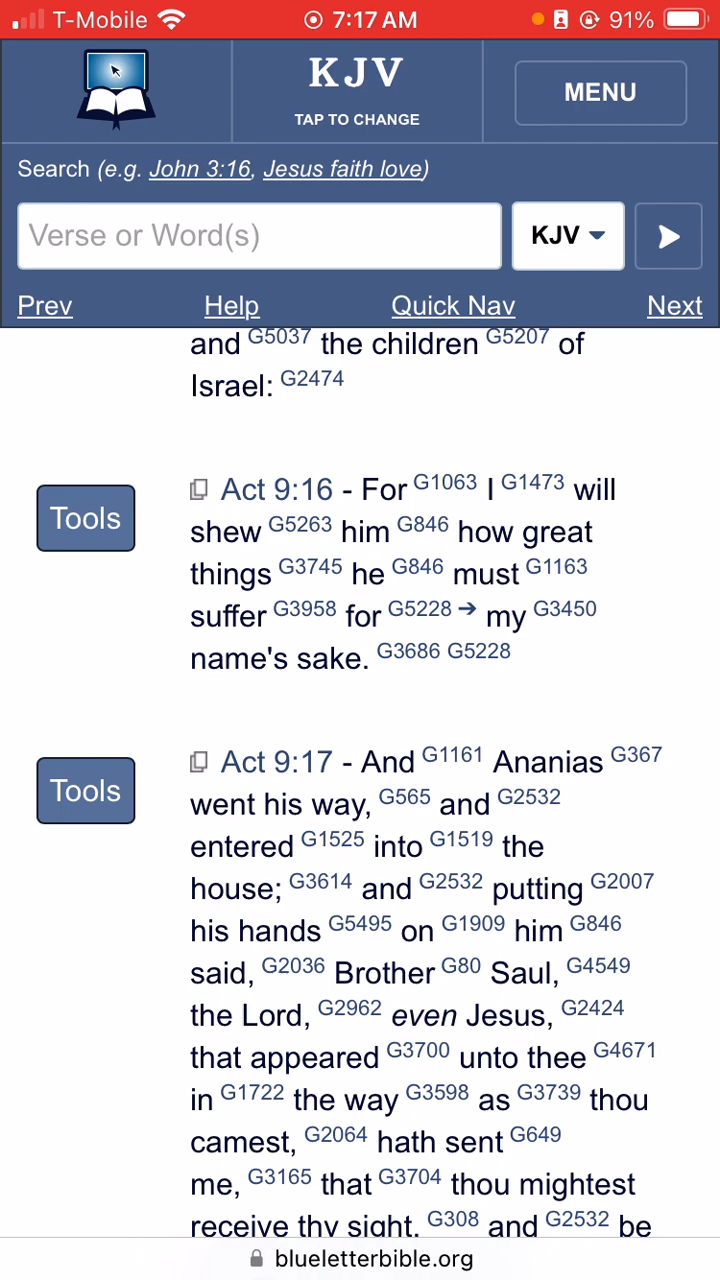 T-Mobile 7:17 AM 91%
KJV
TAP TO CHANGE
MENU
Search (e.g. John 3:16, Jesus faith love)
Verse or Word(s) KJV
Prev Help Quick Nav Next
and G5037 the children G5207 of
Israel: G2474
Tools
Act 9:16 - For G1063 I G1473 will
shew G5263 him G846 how great
things G3745 he G846 must G1163
suffer G3958 for G5228 → my G3450
name's sake. G3686 G5228
Tools
Act 9:17 - And G1161 Ananias G367
went his way, G565 and G2532
entered G1525 into G1519 the
house; G3614 and G2532 putting G2007
his hands G5495 on G1909 him G846
said, G2036 Brother G80 Saul, G4549
the Lord, G2962 even Jesus, G2424
that appeared G3700 unto thee G4671
in G1722 the way G3598 as G3739 thou
camest, G2064 hath sent G649
me, G3165 that G3704 thou mightest
receive thy sight, G308 and G2532 be
blueletterbible.org